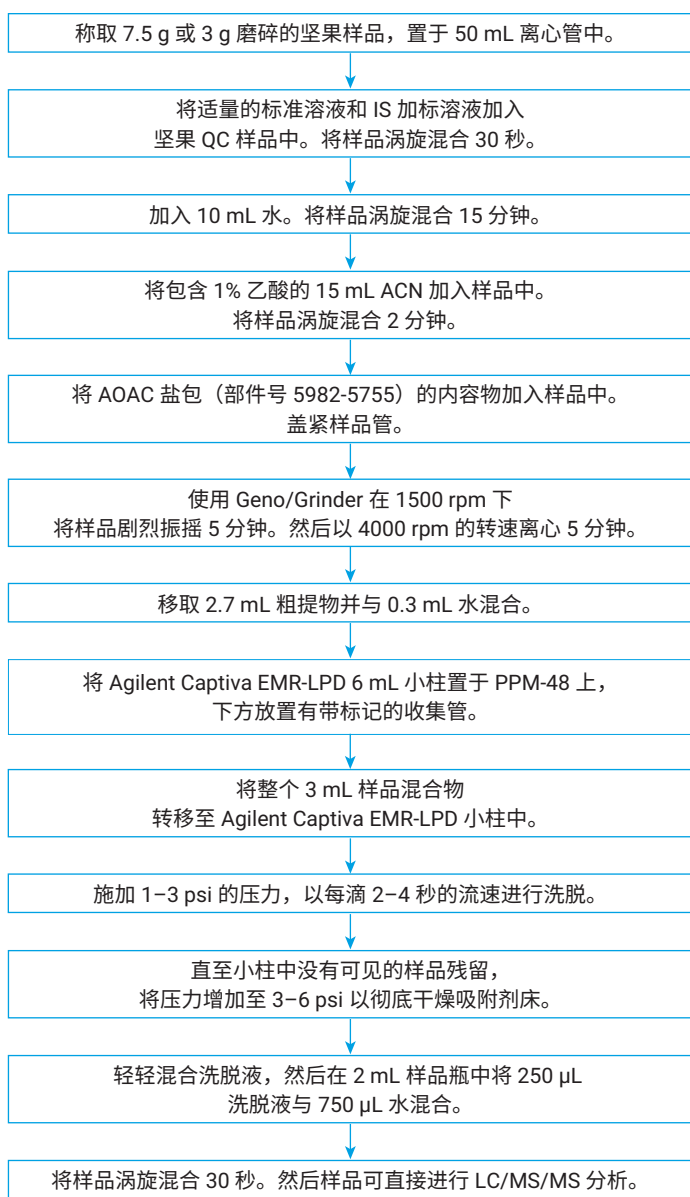 称取 7.5 g 或 3 g 磨碎的坚果样品，置于 50 mL 离心管中。
将适量的标准溶液和 IS 加标溶液加入
坚果 QC 样品中。将样品涡旋混合 30 秒。
加入 10 mL 水。将样品涡旋混合 15 分钟。
将包含 1% 乙酸的 15 mL ACN 加入样品中。
将样品涡旋混合 2 分钟。
将 AOAC 盐包（部件号 5982-5755）的内容物加入样品中。
盖紧样品管。
使用 Geno/Grinder 在 1500 rpm 下
将样品剧烈振摇 5 分钟。然后以 4000 rpm 的转速离心 5 分钟。
移取 2.7 mL 粗提物并与 0.3 mL 水混合。
将 Agilent Captiva EMR-LPD 6 mL 小柱置于 PPM-48 上，
下方放置有带标记的收集管。
将整个 3 mL 样品混合物
转移至 Agilent Captiva EMR-LPD 小柱中。
施加 1–3 psi 的压力，以每滴 2–4 秒的流速进行洗脱。
直至小柱中没有可见的样品残留，
将压力增加至 3–6 psi 以彻底干燥吸附剂床。
轻轻混合洗脱液，然后在 2 mL 样品瓶中将 250 µL
洗脱液与 750 µL 水混合。
将样品涡旋混合 30 秒。然后样品可直接进行 LC/MS/MS 分析。